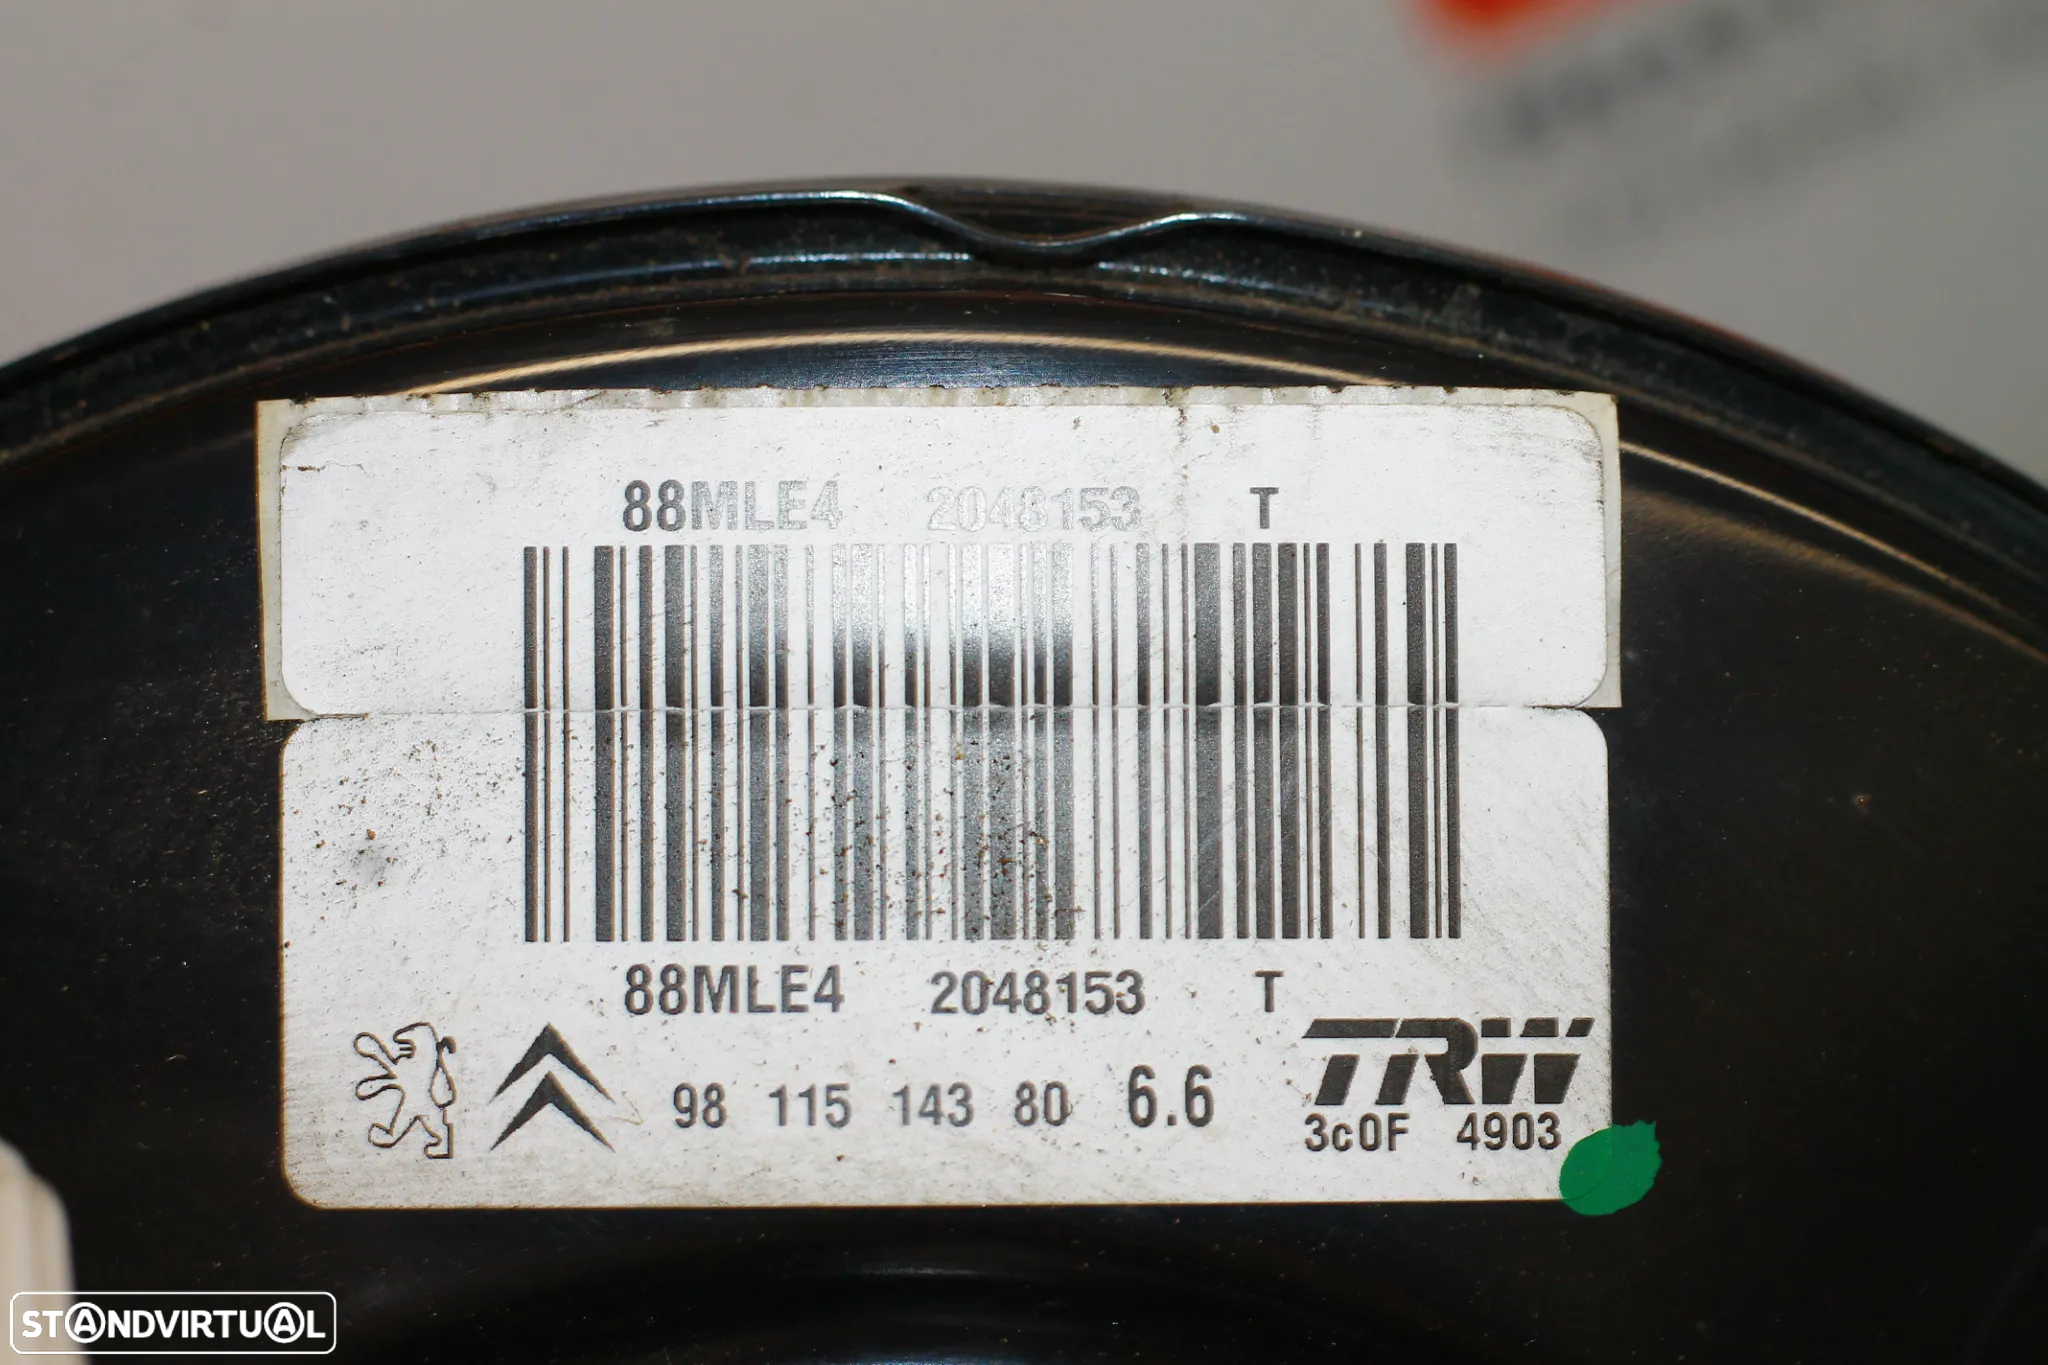 88MLE4 2048153 T
88MLE4 2048153 T
98 115 143 80 6.6
TRW
3c0F 4903
STANDVIRTUAL